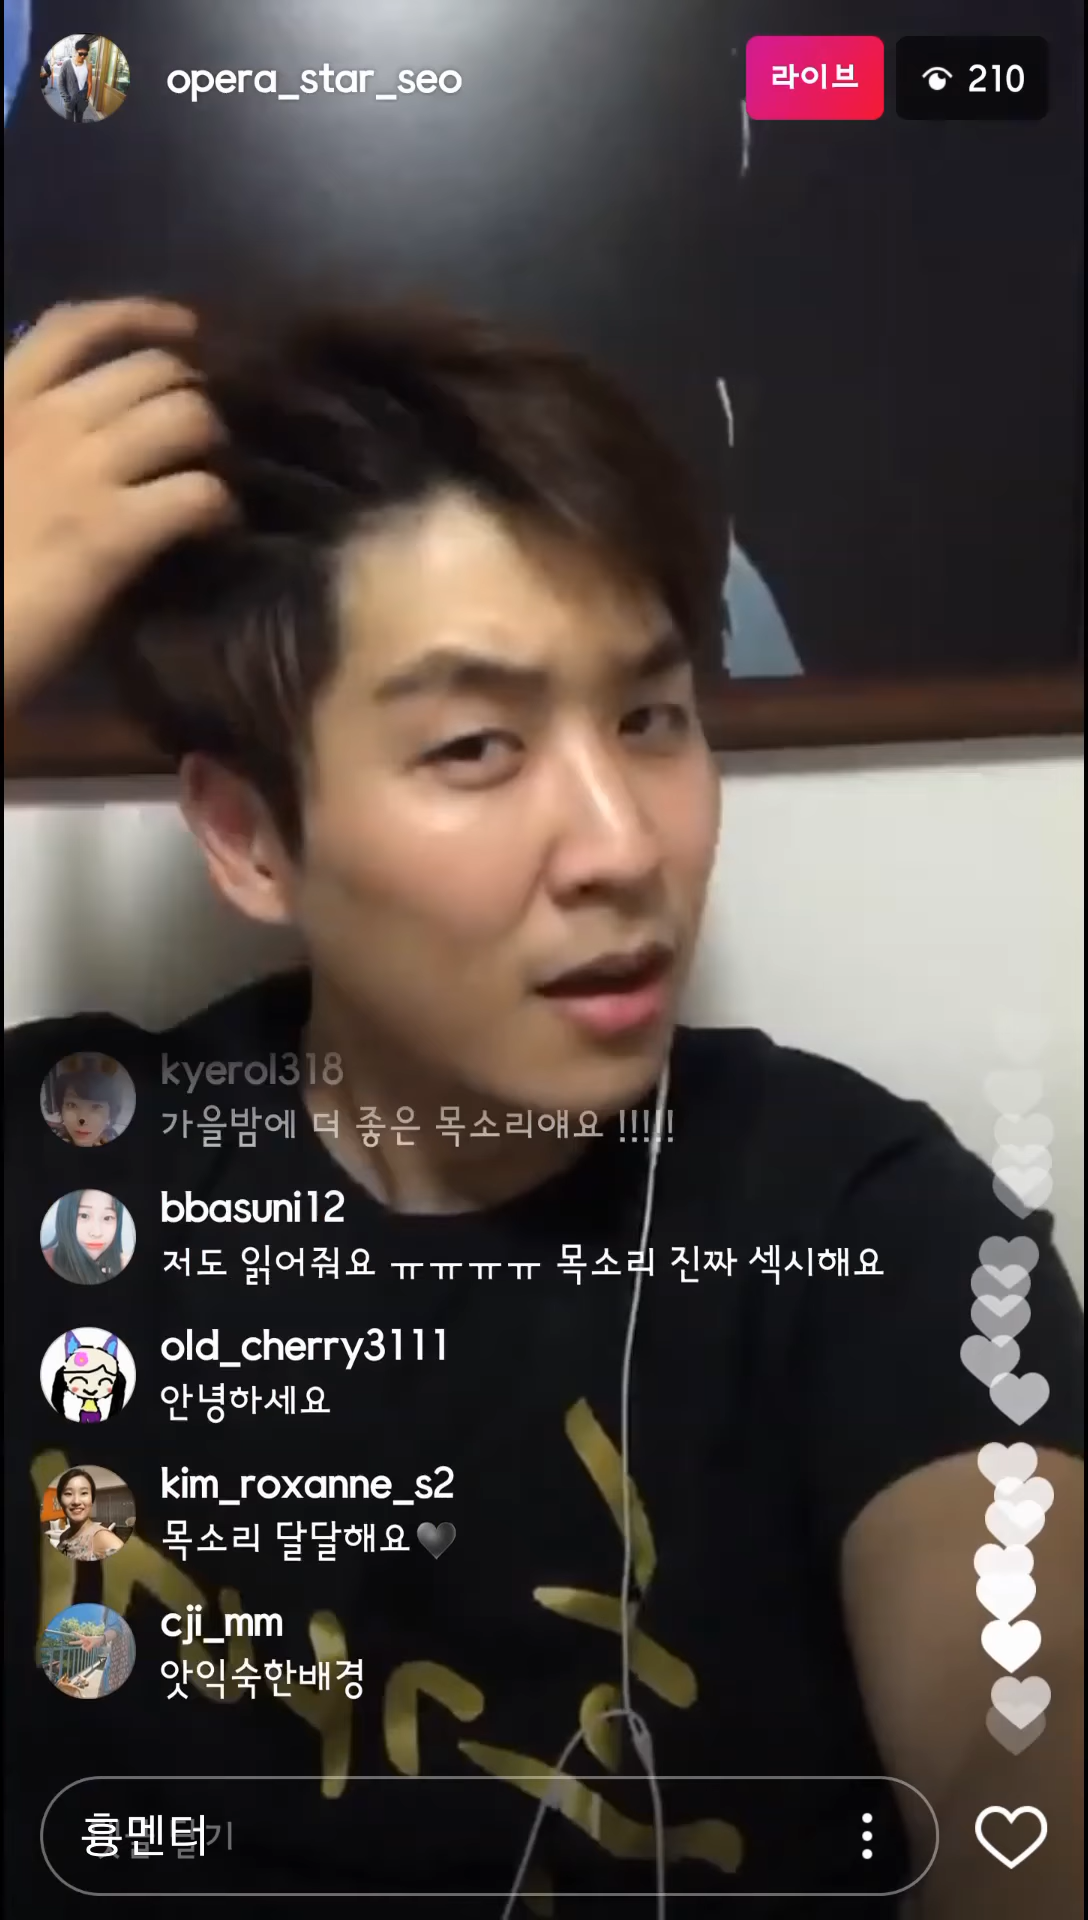 opera_star_seo
라이브
210
kyerol318
가을밤에 더 좋은 목소리얘요 !!!!!
bbasuni12
저도 읽어줘요 ㅠㅠㅠㅠ 목소리 진짜 섹시해요
old_cherry3111
안녕하세요
kim_roxanne_s2
목소리 달달해요🖤
cji_mm
앗익숙한배경
흉멘터